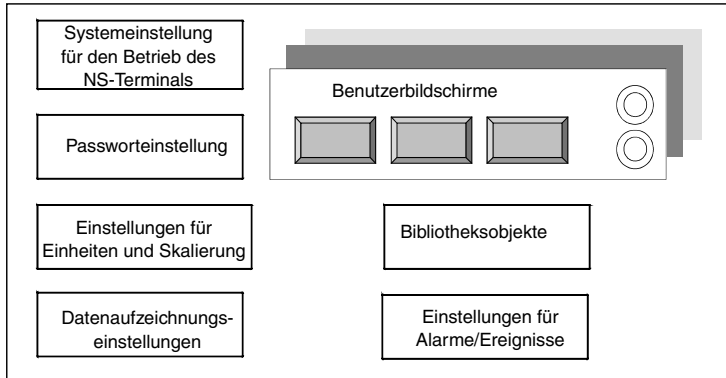 Systemeinstellung
für den Betrieb des
NS-Terminals
Benutzerbildschirme
Passworteinstellung
Einstellungen für
Einheiten und Skalierung
Bibliotheksobjekte
Datenaufzeichnungs-
einstellungen
Einstellungen für
Alarme/Ereignisse